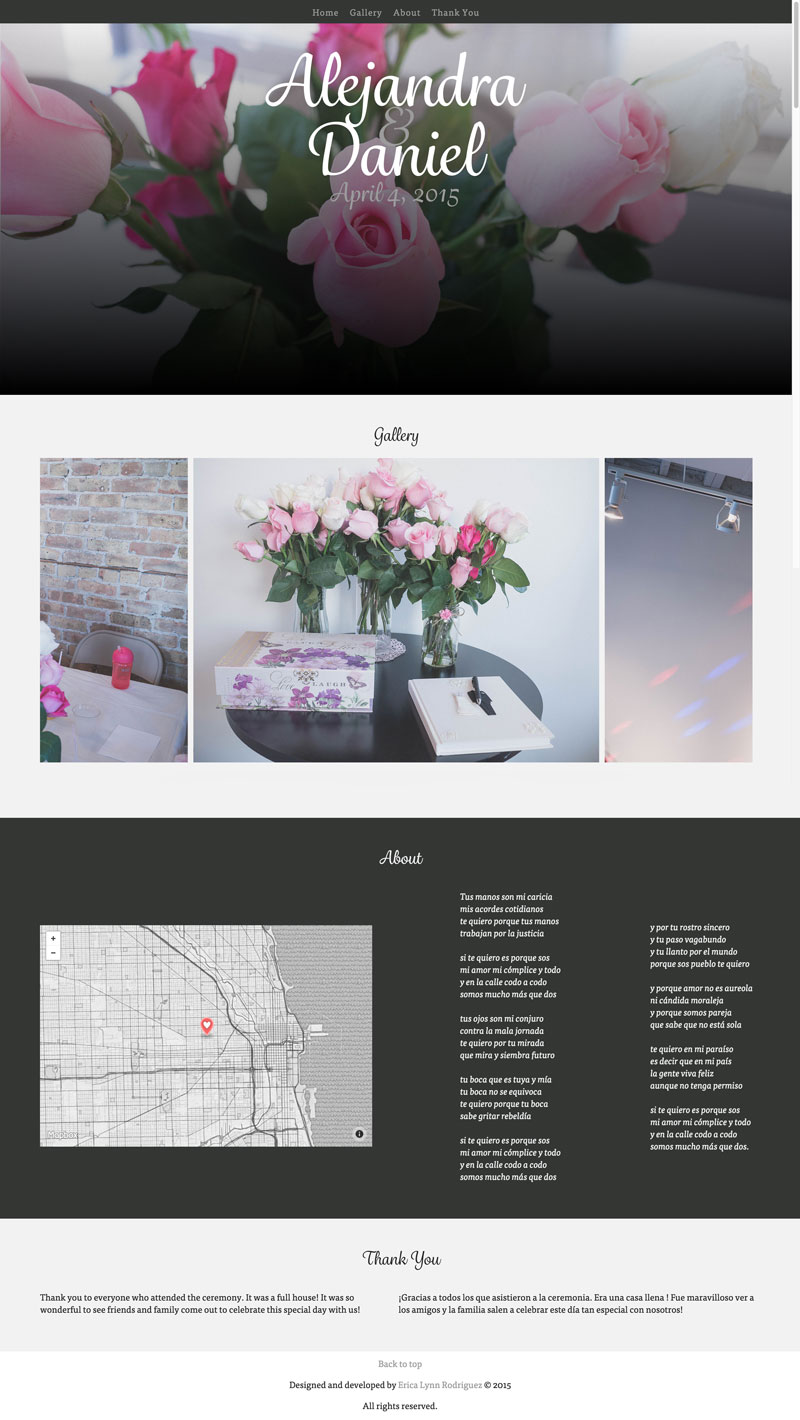 Home Gallery About Thank You
Alejandra
&
Daniel
April 4, 2015
Gallery
LAUGH
About
+
−
Mapbox
Tus manos son mi caricia
mis acordes cotidianos
te quiero porque tus manos
trabajan por la justicia
si te quiero es porque sos
mi amor mi cómplice y todo
y en la calle codo a codo
somos mucho más que dos
tus ojos son mi conjuro
contra la mala jornada
te quiero por tu mirada
que mira y siembra futuro
tu boca que es tuya y mía
tu boca no se equivoca
te quiero porque tu boca
sabe gritar rebeldía
si te quiero es porque sos
mi amor mi cómplice y todo
y en la calle codo a codo
somos mucho más que dos
y por tu rostro sincero
y tu paso vagabundo
y tu llanto por el mundo
porque sos pueblo te quiero
y porque amor no es aureola
ni cándida moraleja
y porque somos pareja
que sabe que no está sola
te quiero en mi paraíso
es decir que en mi país
la gente viva feliz
aunque no tenga permiso
si te quiero es porque sos
mi amor mi cómplice y todo
y en la calle codo a codo
somos mucho más que dos.
Thank You
Thank you to everyone who attended the ceremony. It was a full house! It was so
wonderful to see friends and family come out to celebrate this special day with us!
¡Gracias a todos los que asistieron a la ceremonia. Era una casa llena ! Fue maravilloso ver a
los amigos y la familia salen a celebrar este día tan especial con nosotros!
Back to top
Designed and developed by Erica Lynn Rodriguez © 2015
All rights reserved.